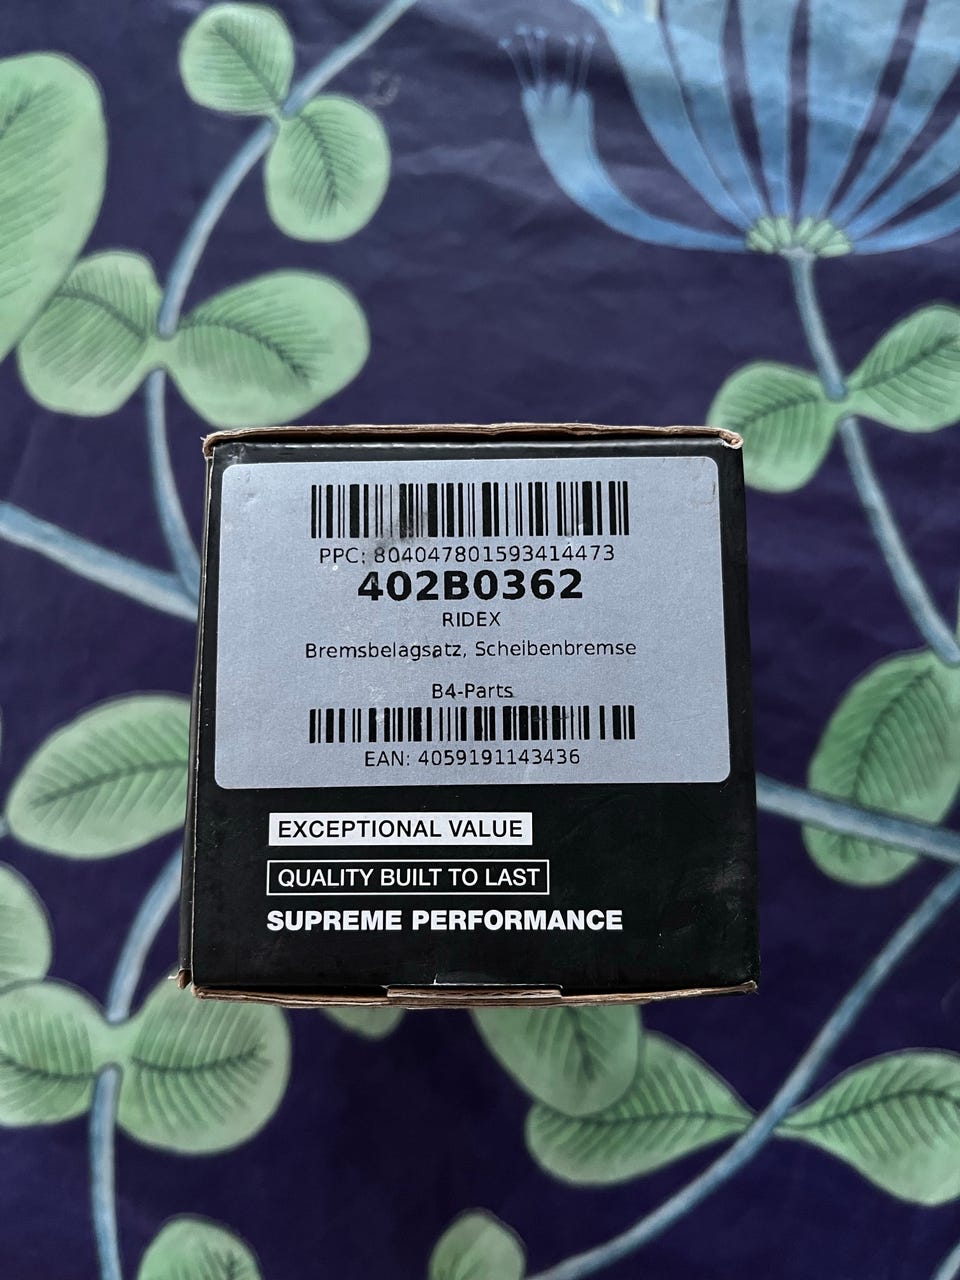 PPC: 804047801593414473
402B0362
RIDEX
Bremsbelagsatz, Scheibenbremse
B4-Parts
EAN: 4059191143436
EXCEPTIONAL VALUE
QUALITY BUILT TO LAST
SUPREME PERFORMANCE